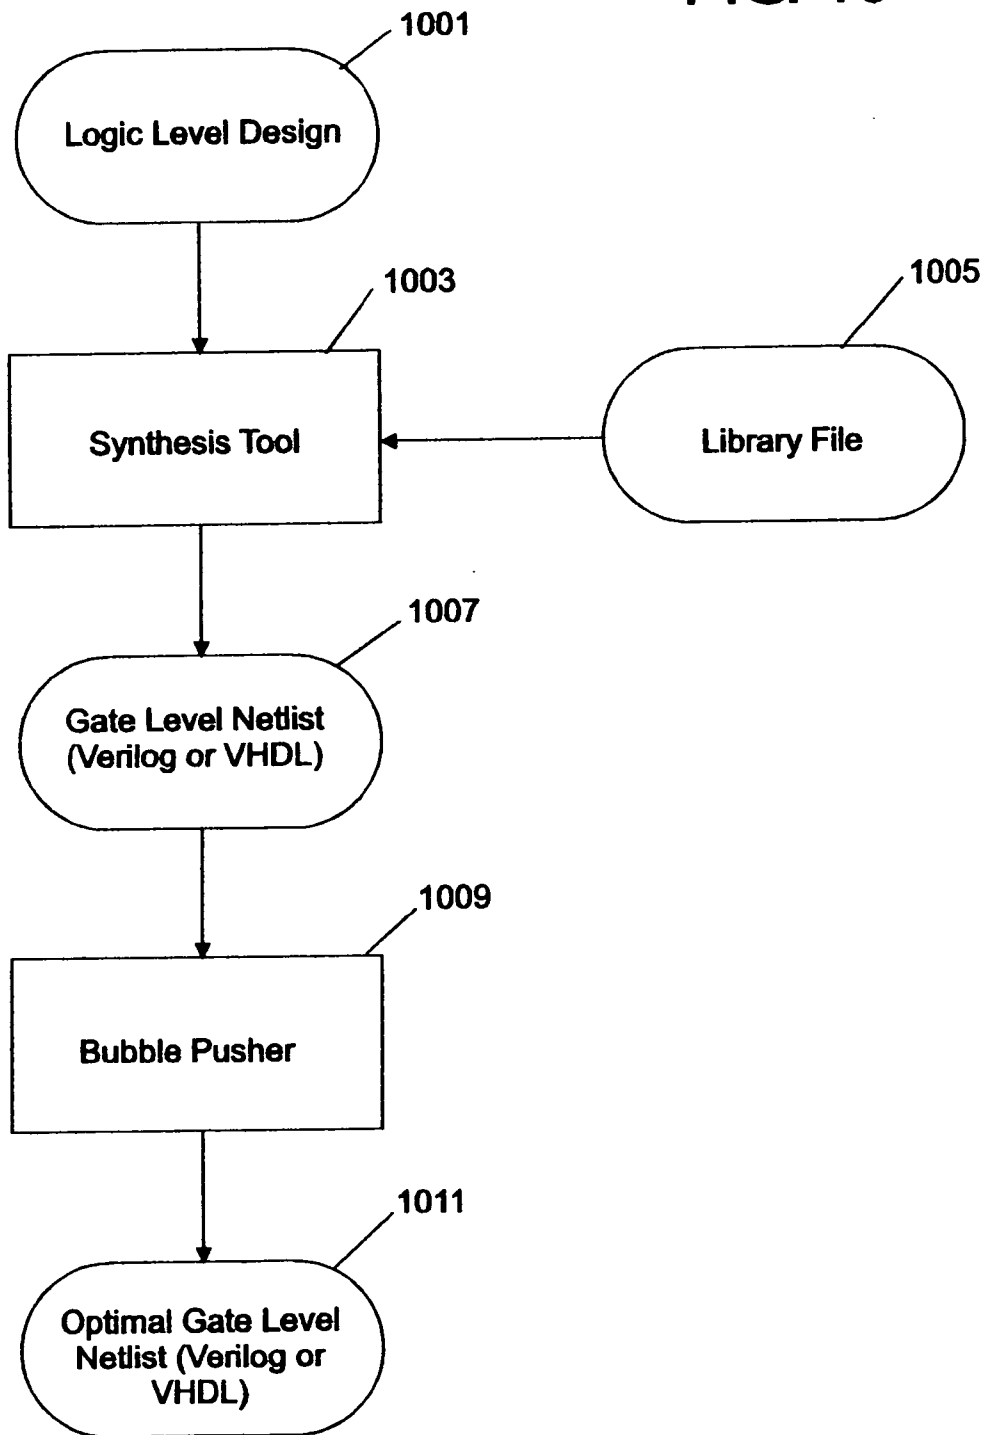 1001
Logic Level Design
1003
1005
Synthesis Tool
Library File
1007
Gate Level Netlist
(Verilog or VHDL)
1009
Bubble Pusher
1011
Optimal Gate Level
Netlist (Verilog or
VHDL)